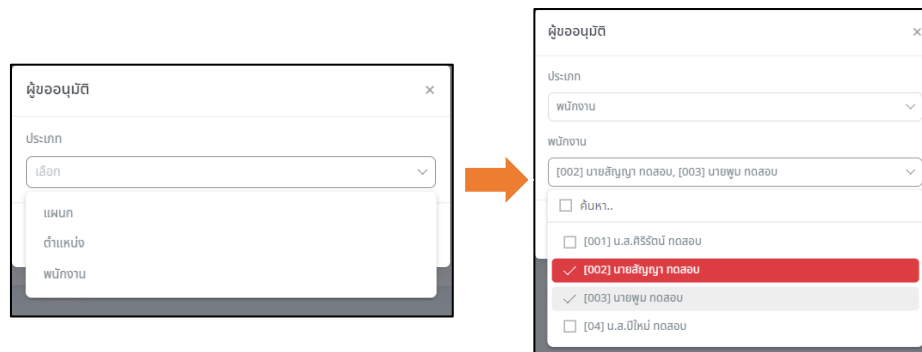 ผู้ขออนุมัติ
ประเภท
เลือก
แผนก
ตำแหน่ง
พนักงาน
ผู้ขออนุมัติ
ประเภท
พนักงาน
พนักงาน
[002] นายสัญญา ทดสอบ, [003] นายพูม ทดสอบ
ค้นหา..
[001] น.ส.ศิริรัตน์ ทดสอบ
[002] นายสัญญา ทดสอบ
[003] นายพูม ทดสอบ
[04] น.ส.ปีใหม่ ทดสอบ